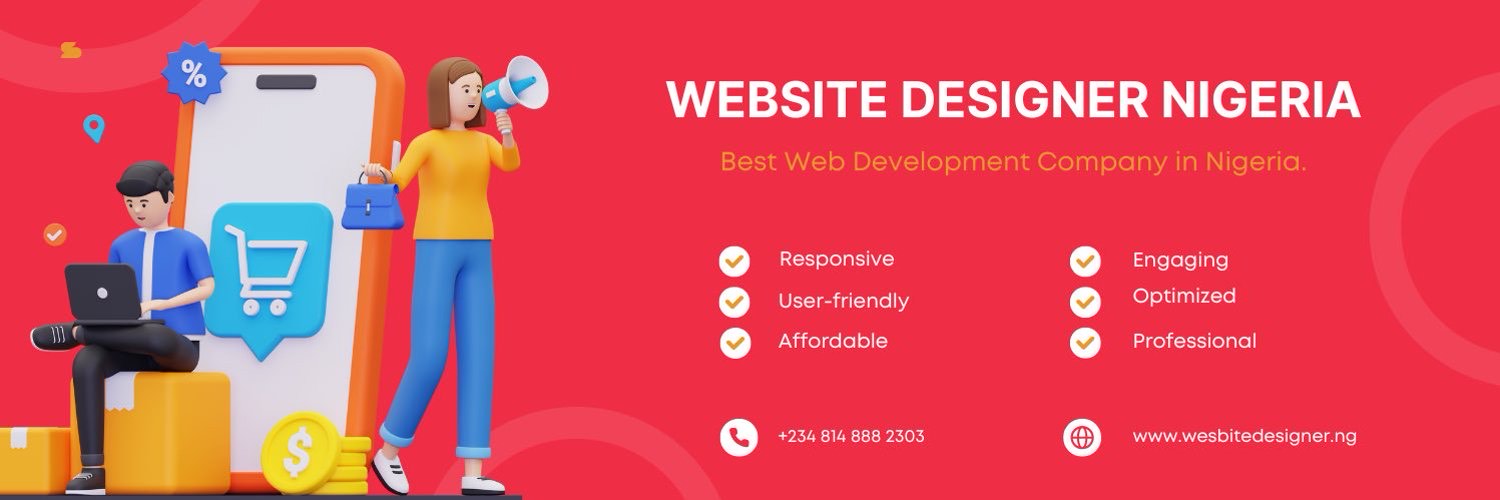 %
$
WEBSITE DESIGNER NIGERIA
Best Web Development Company in Nigeria.
Responsive
User-friendly
Affordable
Engaging
Optimized
Professional
+234 814 888 2303
www.wesbitedesigner.ng